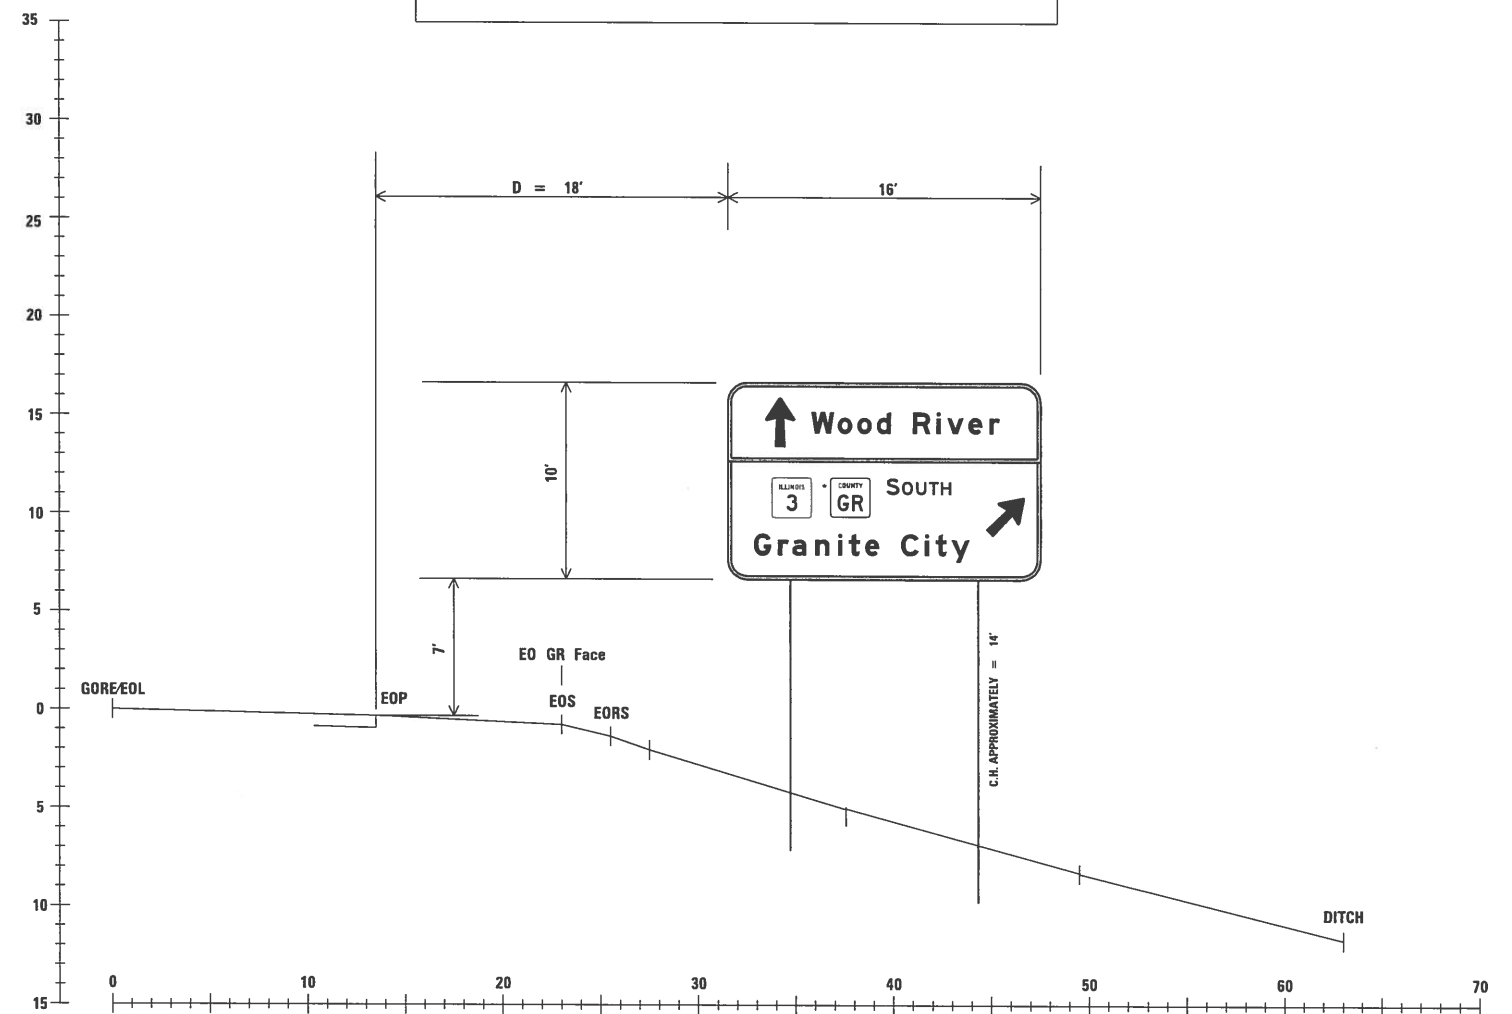 35
30
25
20
15
10
5
0
5
10
15
D = 18'
16'
10'
7'
Wood River
ILLINOIS
3
COUNTY
GR
SOUTH
Granite City
EO GR Face
GORE/EOL
EOP
EOS
EORS
C.H. APPROXIMATELY = 14'
DITCH
0 10 20 30 40 50 60 70